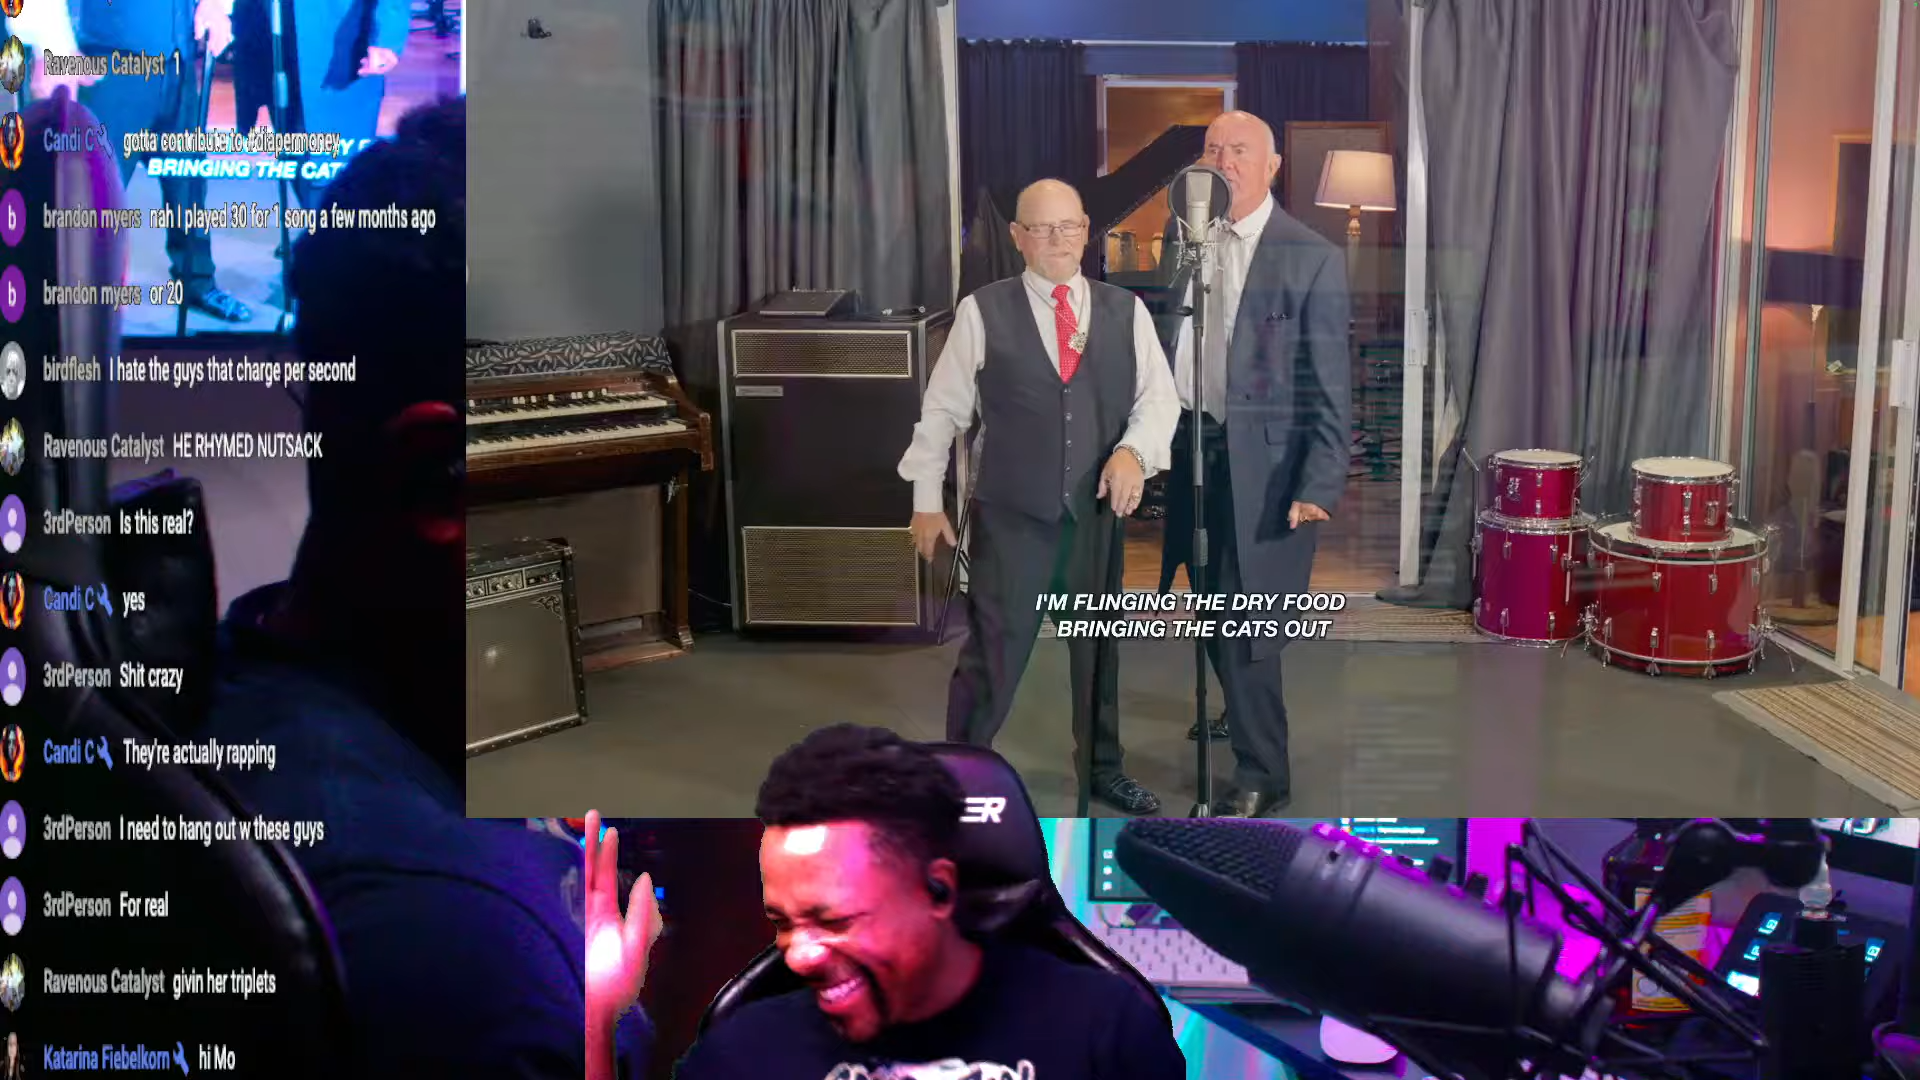 Ravenous Catalyst 1
Candi C gotta contribute to #diapermoney
BRINGING THE CAT
brandon myers nah I played 30 for 1 song a few months ago
brandon myers or 20
birdflesh I hate the guys that charge per second
Ravenous Catalyst HE RHYMED NUTSACK
3rdPerson Is this real?
Candi C yes
3rdPerson Shit crazy
Candi C They're actually rapping
3rdPerson I need to hang out w these guys
3rdPerson For real
Ravenous Catalyst givin her triplets
Katarina Fiebelkorn hi Mo
b
b
I'M FLINGING THE DRY FOOD
BRINGING THE CATS OUT
ER